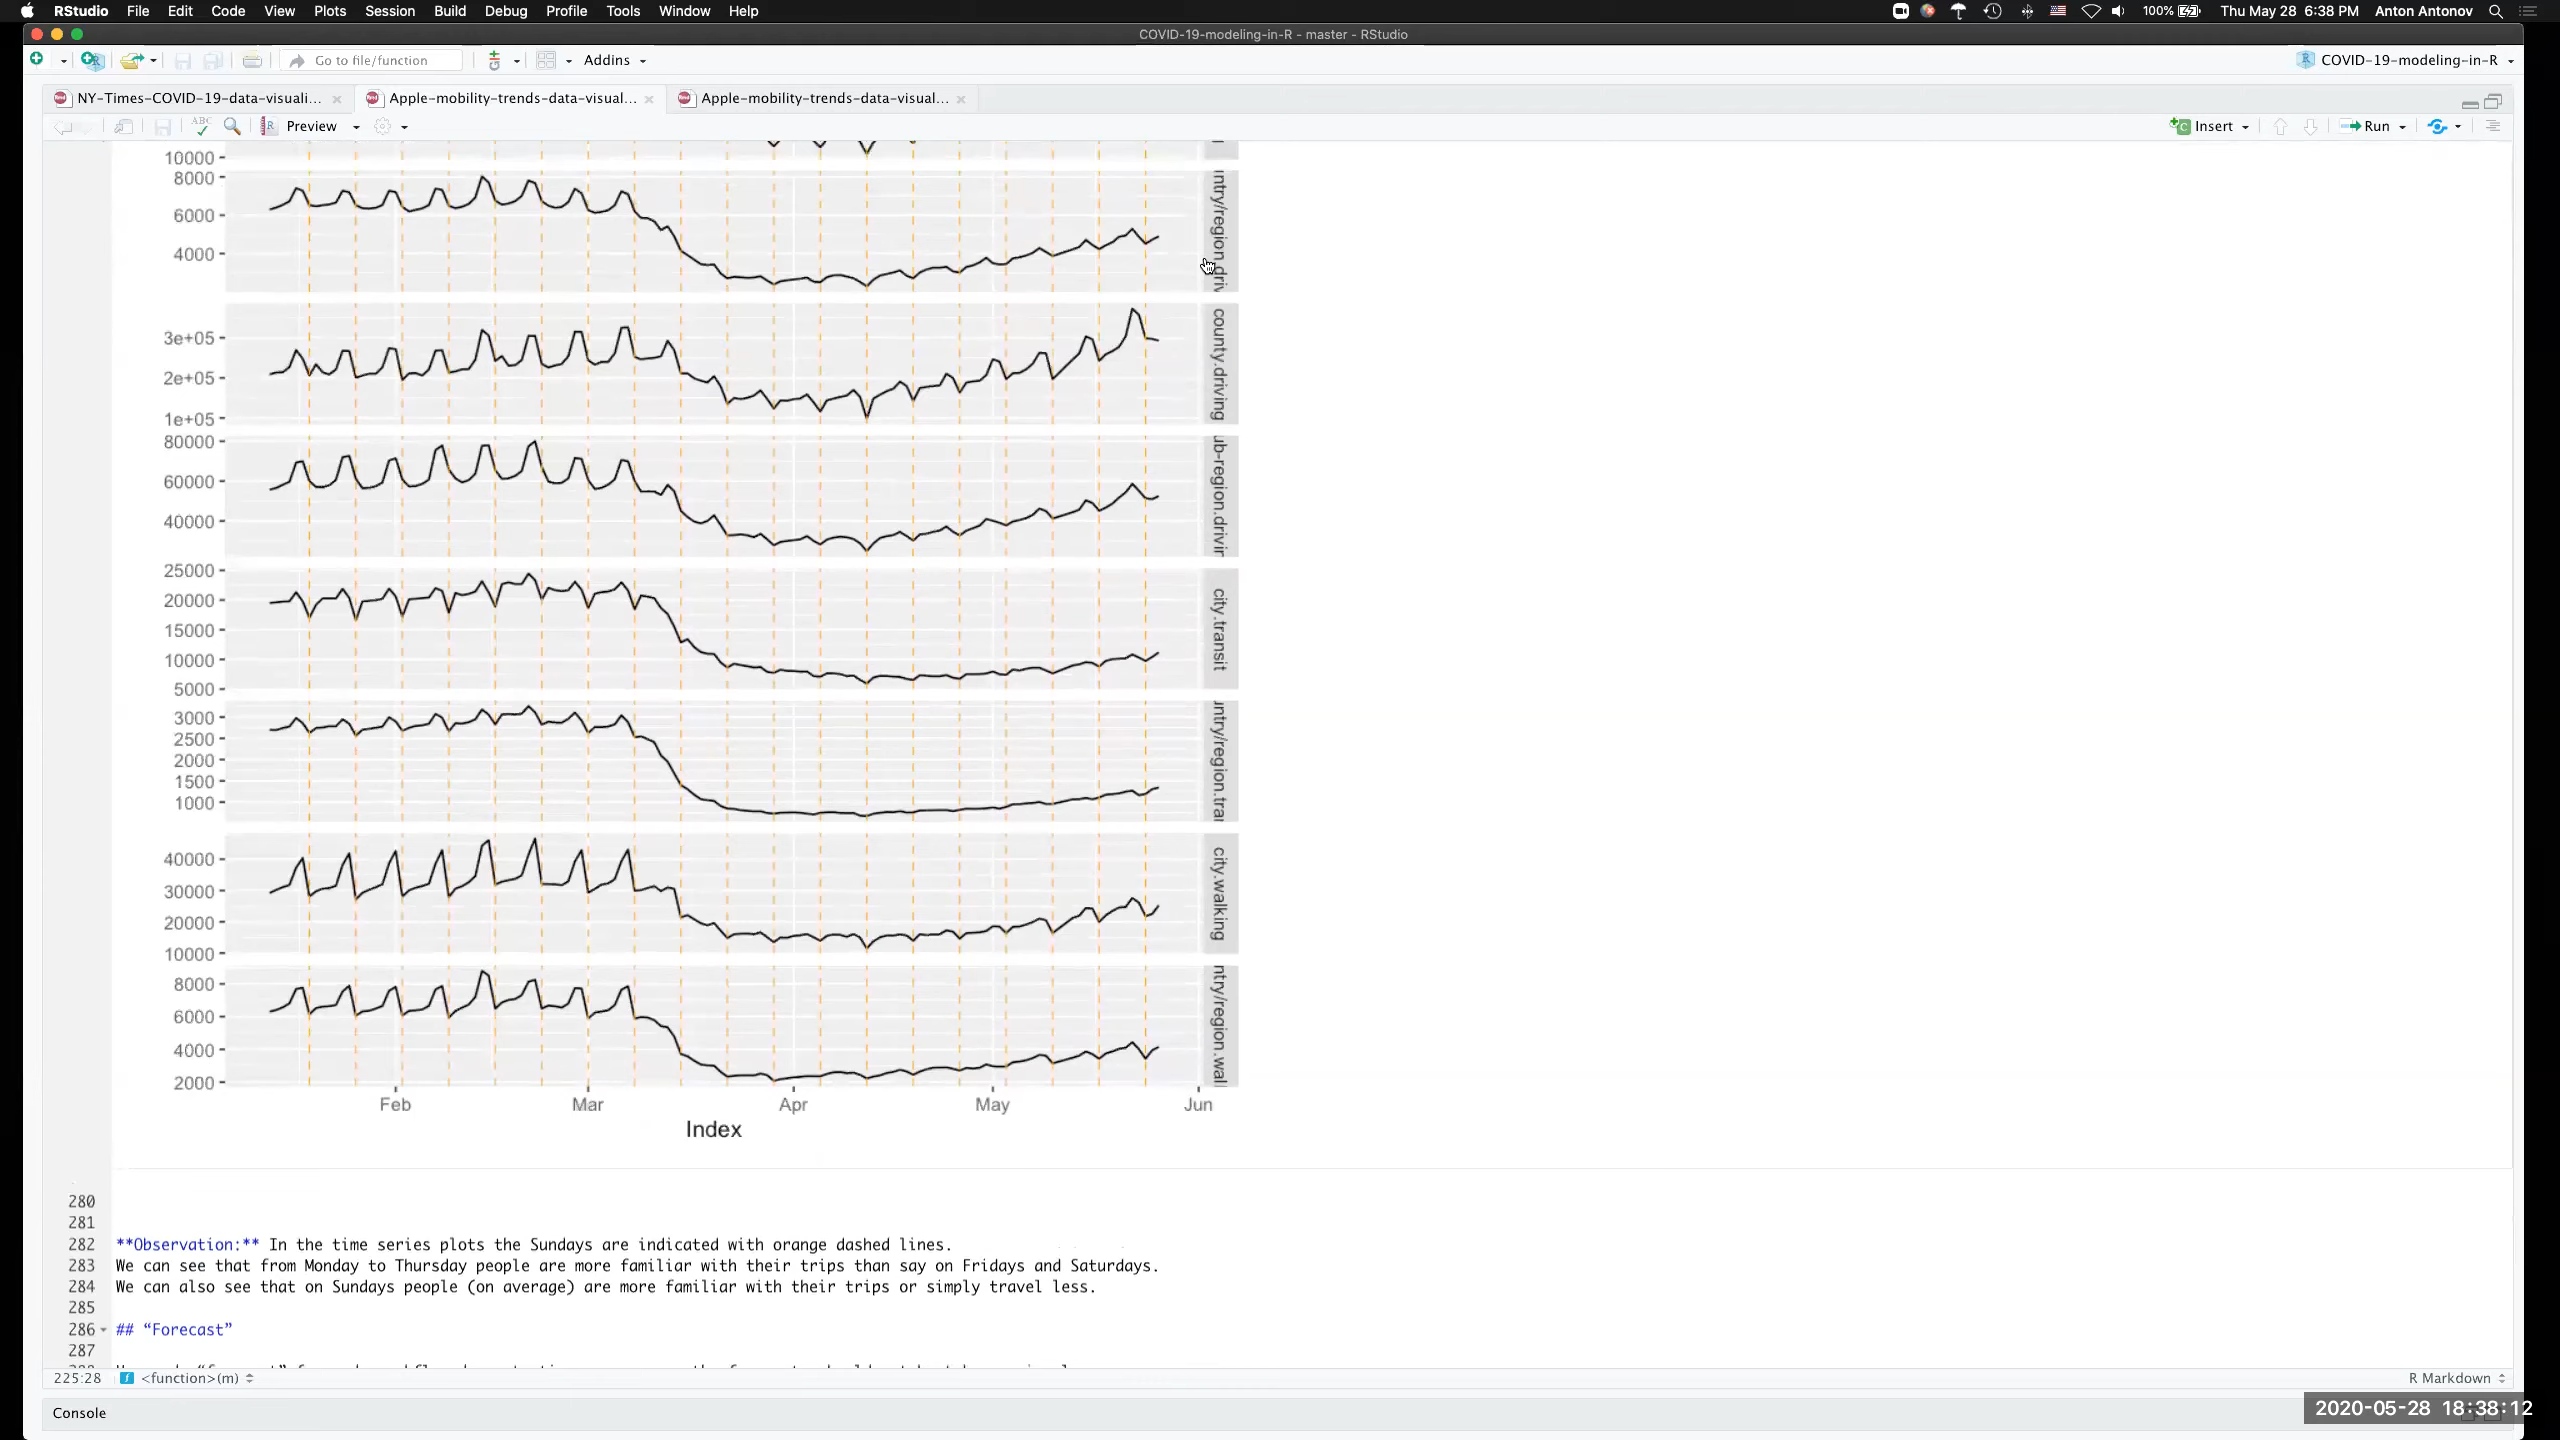 RStudio File Edit Code View Plots Session Build Debug Profile Tools Window Help 100% Thu May 28 6:38 PM Anton Antonov
COVID-19-modeling-in-R - master - RStudio
Go to file/function Addins COVID-19-modeling-in-R
NY-Times-COVID-19-data-visuali... Apple-mobility-trends-data-visual... Apple-mobility-trends-data-visual...
ABC Preview Insert Run
10000
8000
6000
4000
ntry/region.driv
3e+05
2e+05
1e+05
county.driving
80000
60000
40000
ub-region.drivin
25000
20000
15000
10000
5000
city.transit
3000
2500
2000
1500
1000
ntry/region.tra
40000
30000
20000
10000
city.walking
8000
6000
4000
2000
ntry/region.wal
Feb Mar Apr May Jun
Index
280
281
282 **Observation:** In the time series plots the Sundays are indicated with orange dashed lines.
283 We can see that from Monday to Thursday people are more familiar with their trips than say on Fridays and Saturdays.
284 We can also see that on Sundays people (on average) are more familiar with their trips or simply travel less.
285
286 ## “Forecast”
287
225:28 <function>(m) R Markdown
Console
2020-05-28 18:38:12